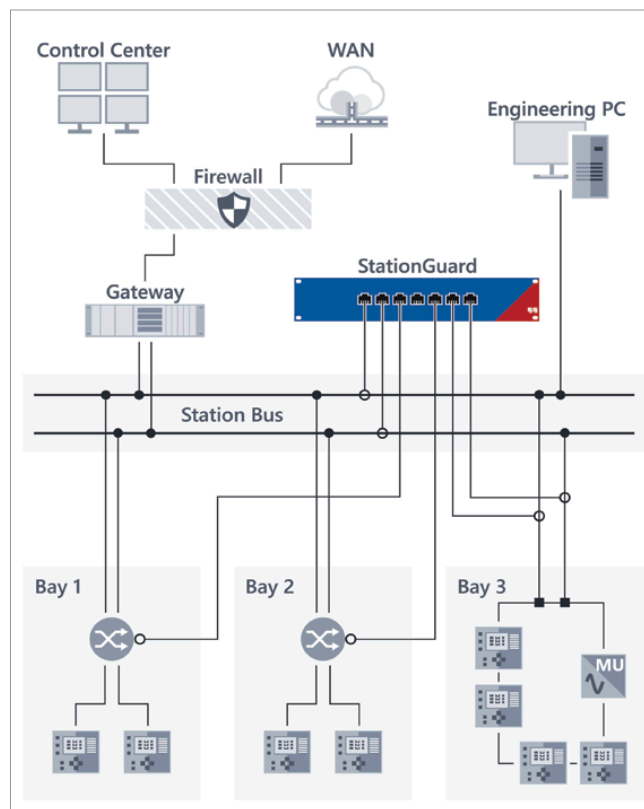 Control Center
WAN
Engineering PC
Firewall
StationGuard
Gateway
Station Bus
Bay 1
Bay 2
Bay 3
MU